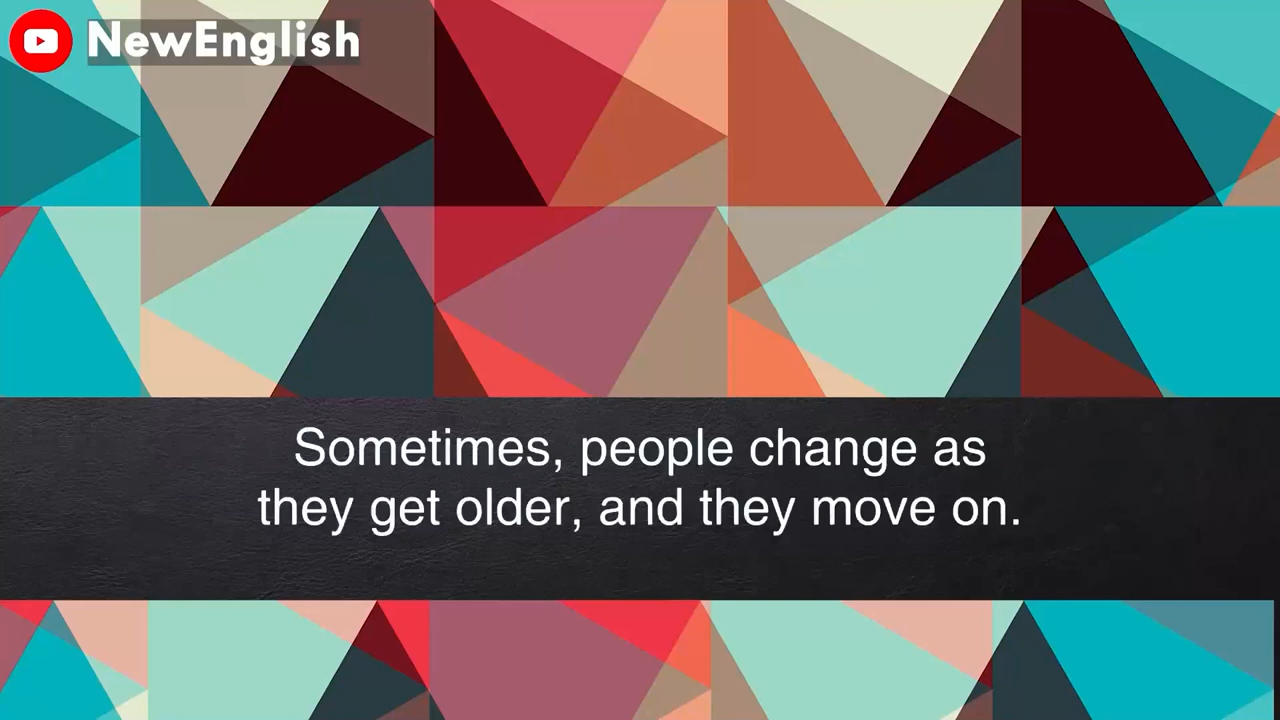 NewEnglish
Sometimes, people change as
they get older, and they move on.